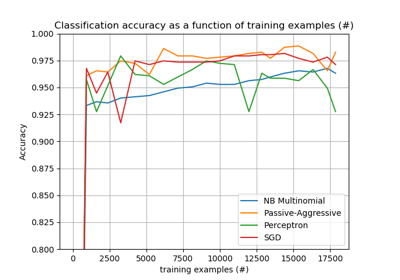 Classification accuracy as a function of training examples (#)
1.000
0.975
0.950
0.925
0.900
0.875
0.850
0.825
0.800
Accuracy
NB Multinomial
Passive-Aggressive
Perceptron
SGD
0 2500 5000 7500 10000 12500 15000 17500
training examples (#)